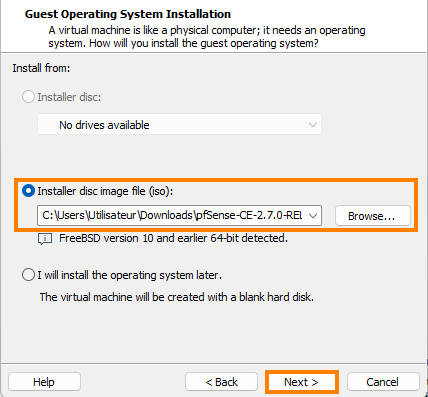 Guest Operating System Installation
A virtual machine is like a physical computer; it needs an operating
system. How will you install the guest operating system?
Install from:
Installer disc:
No drives available
Installer disc image file (iso):
C:\Users\Utilisateur\Downloads\pfSense-CE-2.7.0-REL
Browse...
FreeBSD version 10 and earlier 64-bit detected.
I will install the operating system later.
The virtual machine will be created with a blank hard disk.
Help
< Back
Next >
Cancel